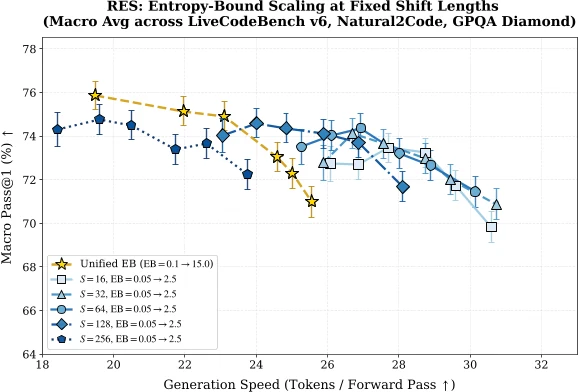 RES: Entropy-Bound Scaling at Fixed Shift Lengths
(Macro Avg across LiveCodeBench v6, Natural2Code, GPQA Diamond)
Macro Pass@1 (%) ↑
78
76
74
72
70
68
66
64
Unified EB (EB=0.1→15.0)
S=16, EB=0.05→2.5
S=32, EB=0.05→2.5
S=64, EB=0.05→2.5
S=128, EB=0.05→2.5
S=256, EB=0.05→2.5
18 20 22 24 26 28 30 32
Generation Speed (Tokens / Forward Pass ↑)